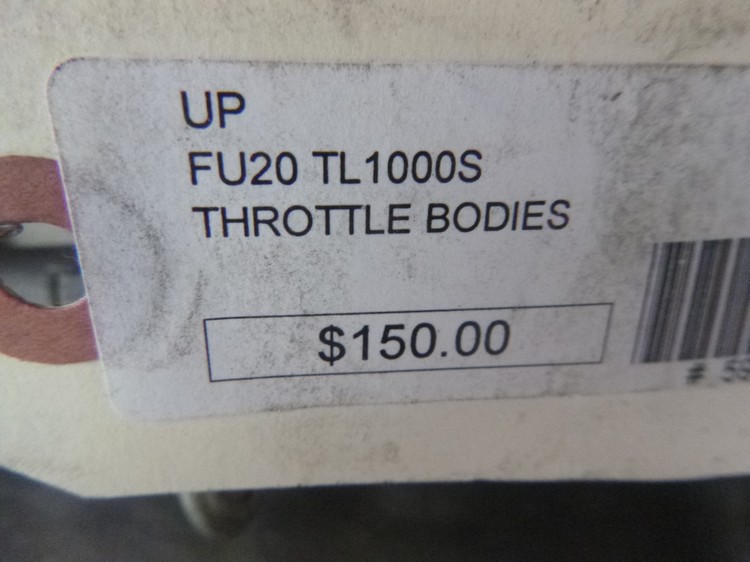 UP
FU20 TL1000S
THROTTLE BODIES
$150.00